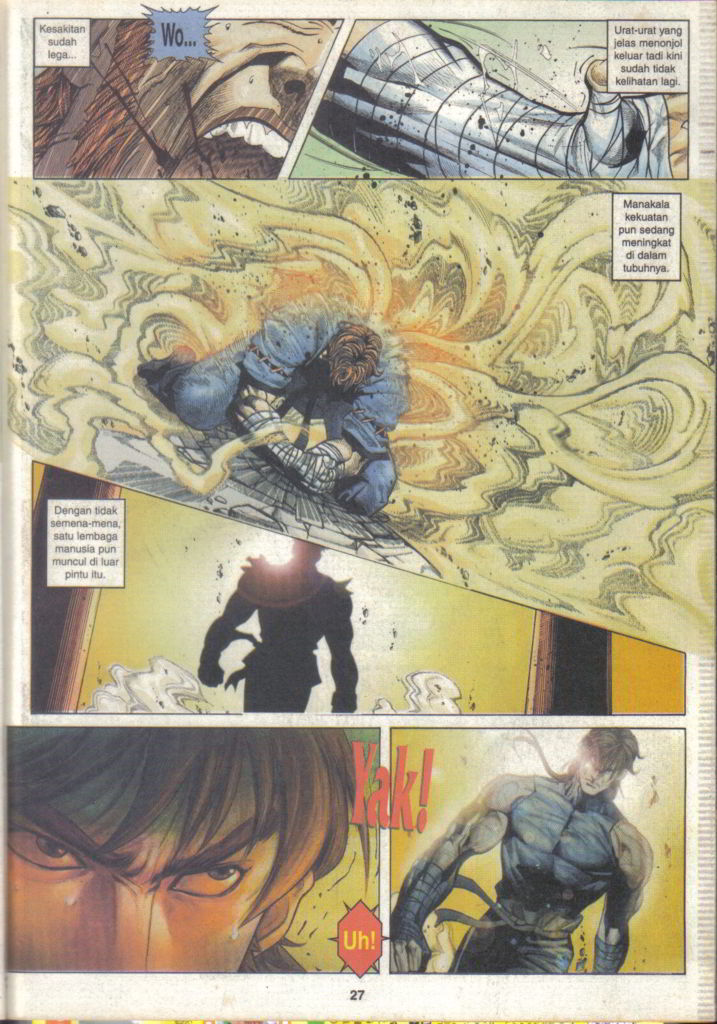 Kesakitan
sudah
lega...
Wo...
Urat-urat yang
jelas menonjol
keluar tadi kini
sudah tidak
kelihatan lagi.
Manakala
kekuatan
pun sedang
meningkat
di dalam
tubuhnya.
Dengan tidak
semena-mena,
satu lembaga
manusia pun
muncul di luar
pintu itu.
Yak!
Uh!
27